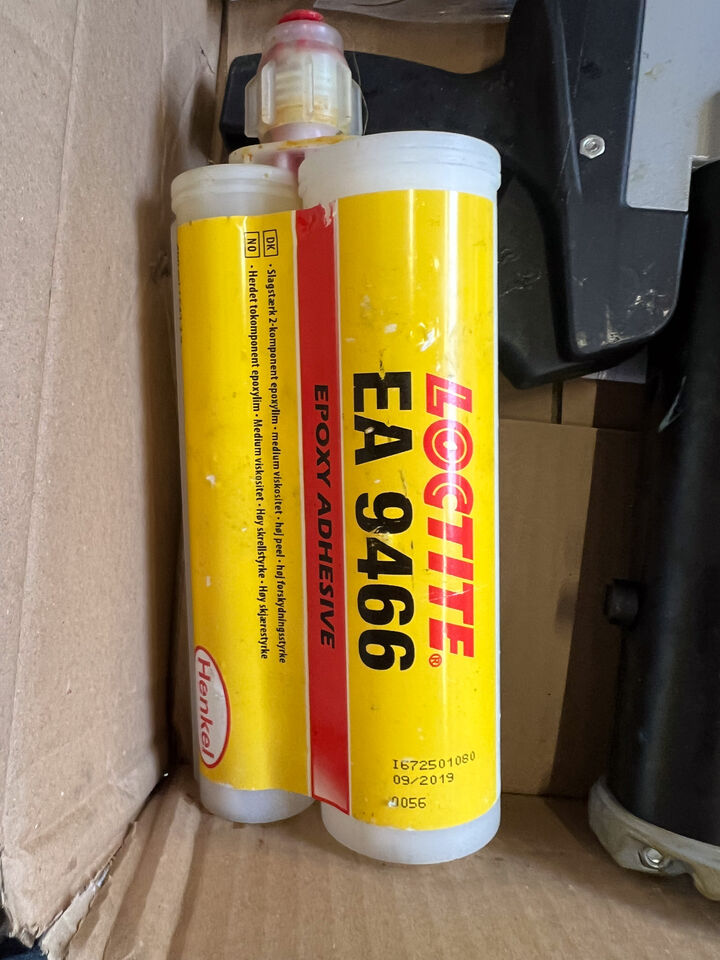 LOCTITE®
EA 9466
EPOXY ADHESIVE
DK · Slagstærk 2-komponent epoxylim · medium viskositet · høj peel · høj forskydningsstyrke
NO · Herdet tokomponent epoxylim · Medium viskositet · Høy skrellstyrke · Høy skjærestyrke
Henkel
I672501080
09/2019
0056